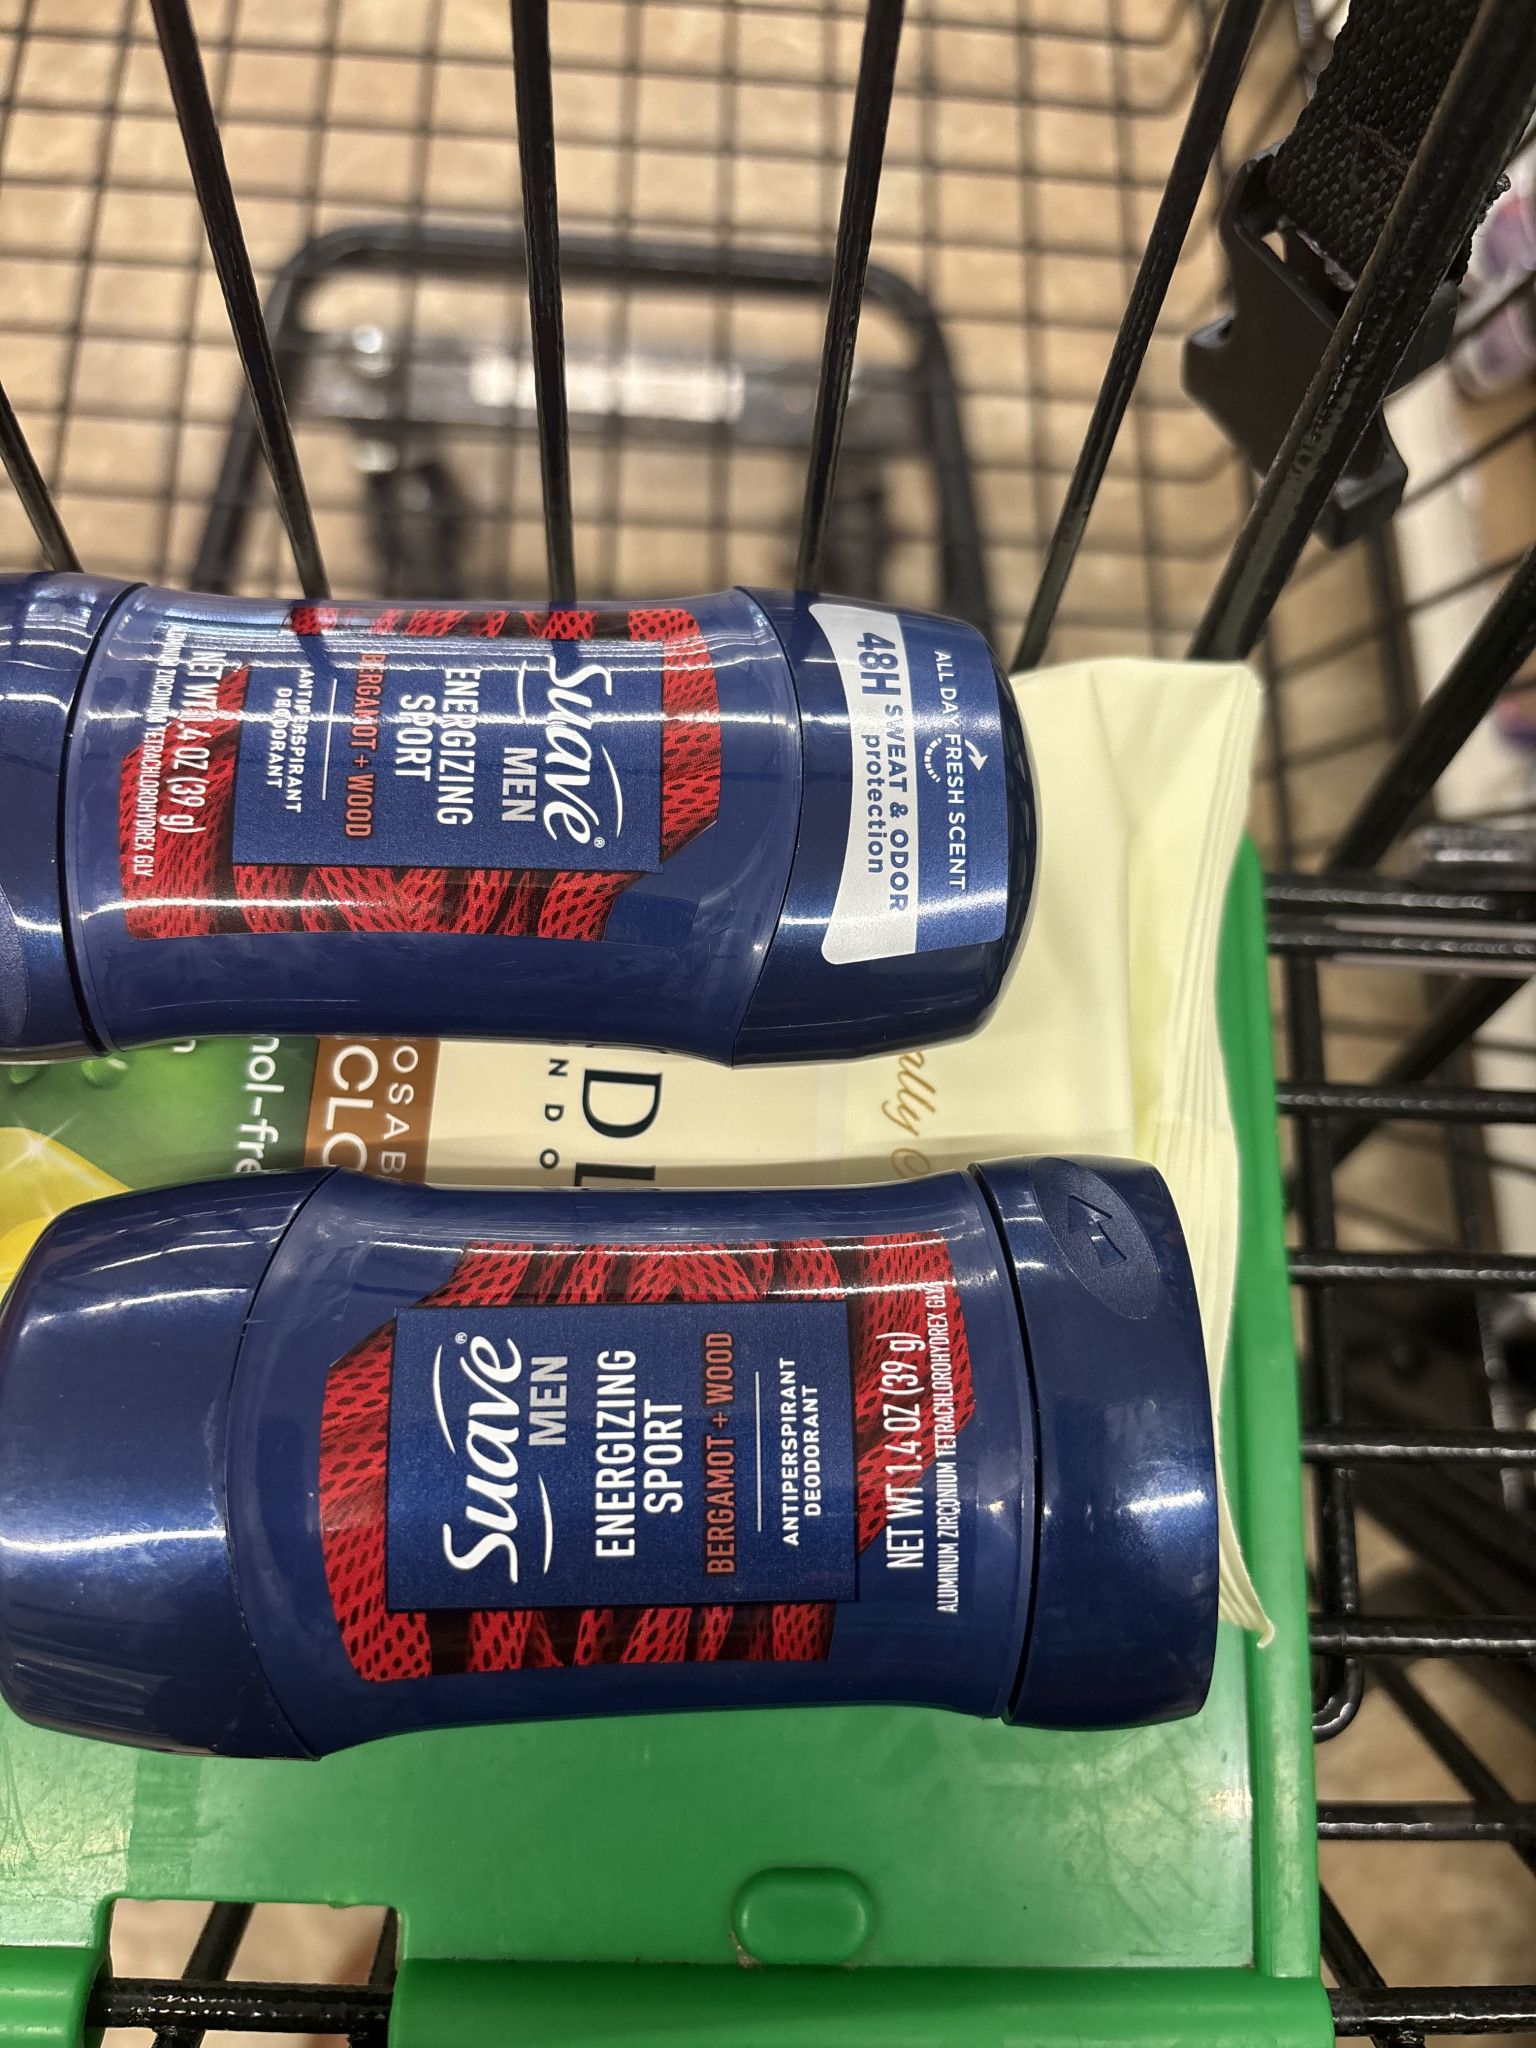 ALL DAY FRESH SCENT
48H SWEAT & ODOR
protection
Suave®
MEN
ENERGIZING
SPORT
BERGAMOT + WOOD
ANTIPERSPIRANT
DEODORANT
NET WT 1.4 OZ (39 g)
ALUMINUM ZIRCONIUM TETRACHLOROHYDREX GLY
Suave®
MEN
ENERGIZING
SPORT
BERGAMOT + WOOD
ANTIPERSPIRANT
DEODORANT
NET WT 1.4 OZ (39 g)
ALUMINUM ZIRCONIUM TETRACHLOROHYDREX GLY